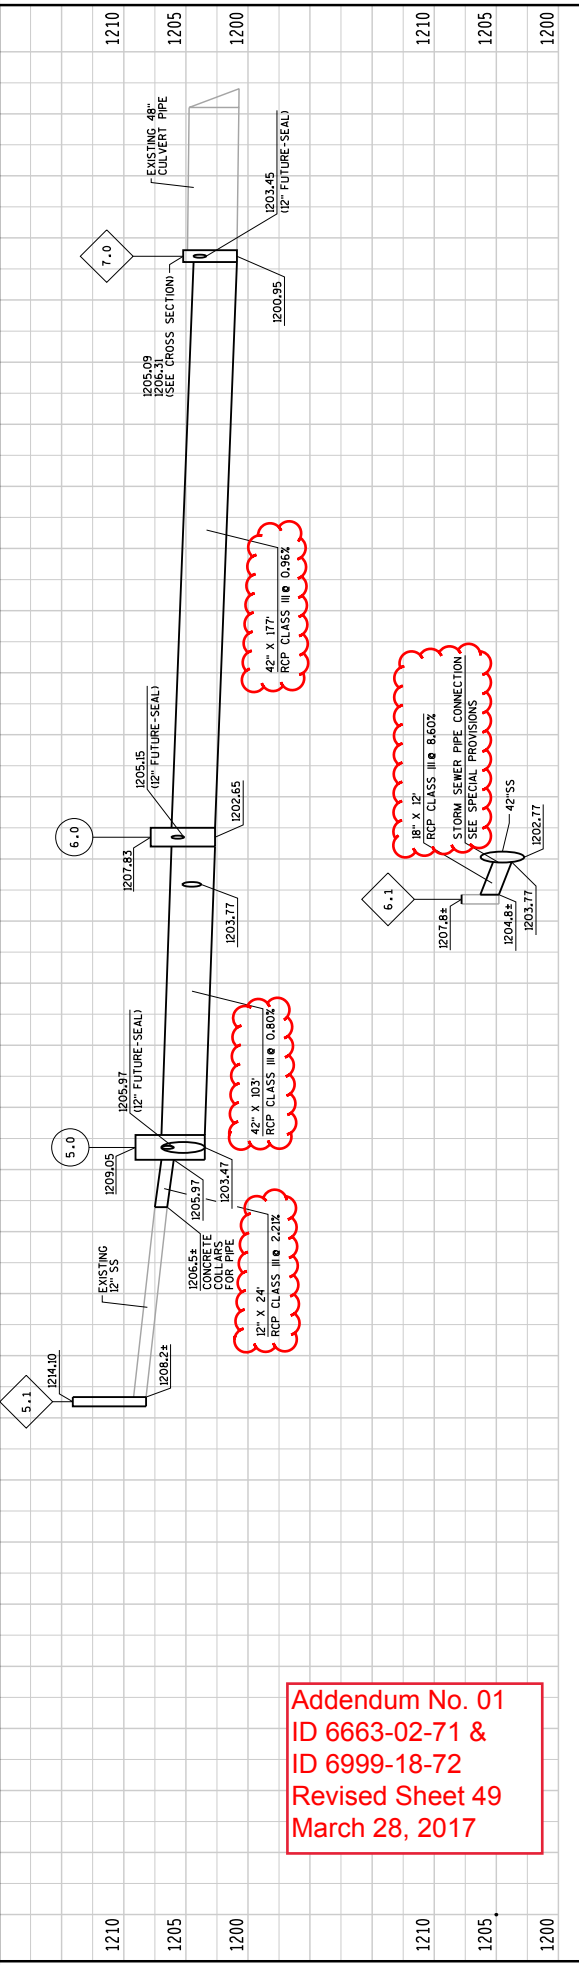 1210
1205
1200
1210
1205
1200
5.1
1214.10
1208.2±
EXISTING
12" SS
1206.5±
CONCRETE
COLLARS
FOR PIPE
12" X 24'
RCP CLASS III @ 2.21%
5.0
1209.05
1205.97
(12" FUTURE-SEAL)
1205.97
1203.47
42" X 103'
RCP CLASS III @ 0.80%
1203.77
6.0
1207.83
1205.15
(12" FUTURE-SEAL)
1202.65
42" X 177'
RCP CLASS III @ 0.96%
7.0
1205.09
1206.31
(SEE CROSS SECTION)
1200.95
1203.45
(12" FUTURE-SEAL)
EXISTING 48"
CULVERT PIPE
6.1
1207.8±
1204.8±
1203.77
1202.77
42"SS
18" X 12'
RCP CLASS III @ 8.60%
STORM SEWER PIPE CONNECTION
SEE SPECIAL PROVISIONS
1210
1205
1200
1210
1205
1200
Addendum No. 01
ID 6663-02-71 &
ID 6999-18-72
Revised Sheet 49
March 28, 2017